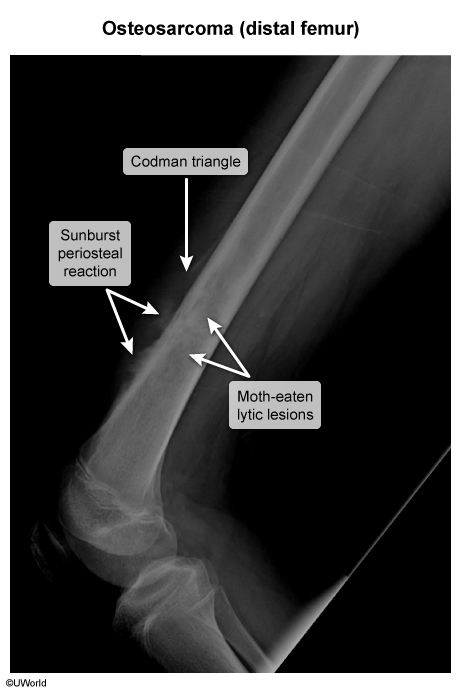 Osteosarcoma (distal femur)
Codman triangle
Sunburst
periosteal
reaction
Moth-eaten
lytic lesions
©UWorld